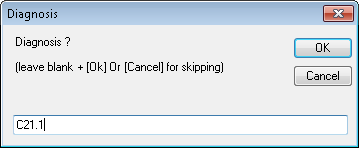 Diagnosis
Diagnosis ?
OK
(leave blank + [Ok] Or [Cancel] for skipping)
Cancel
C21.1